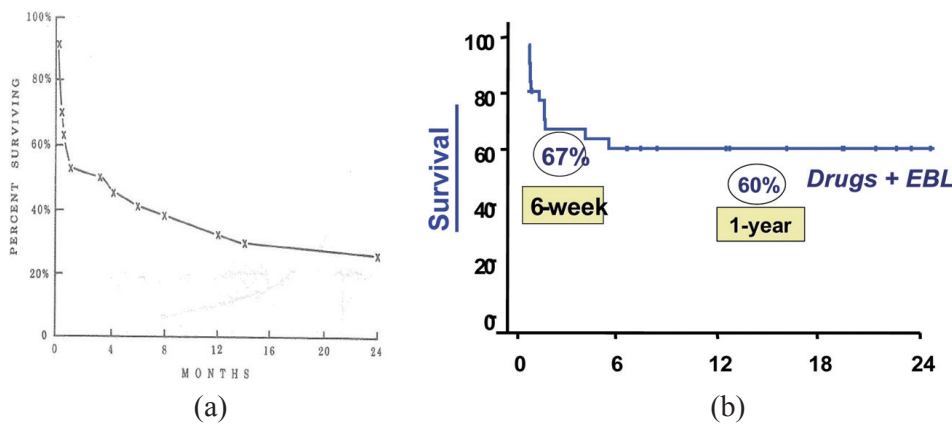 100%
80%
60%
40%
20%
0
PERCENT SURVIVING
0 4 8 12 16 20 24
MONTHS
(a)
100
80
60
40
20
0
Survival
67%
6-week
60%
1-year
Drugs + EBL
0 6 12 18 24
(b)